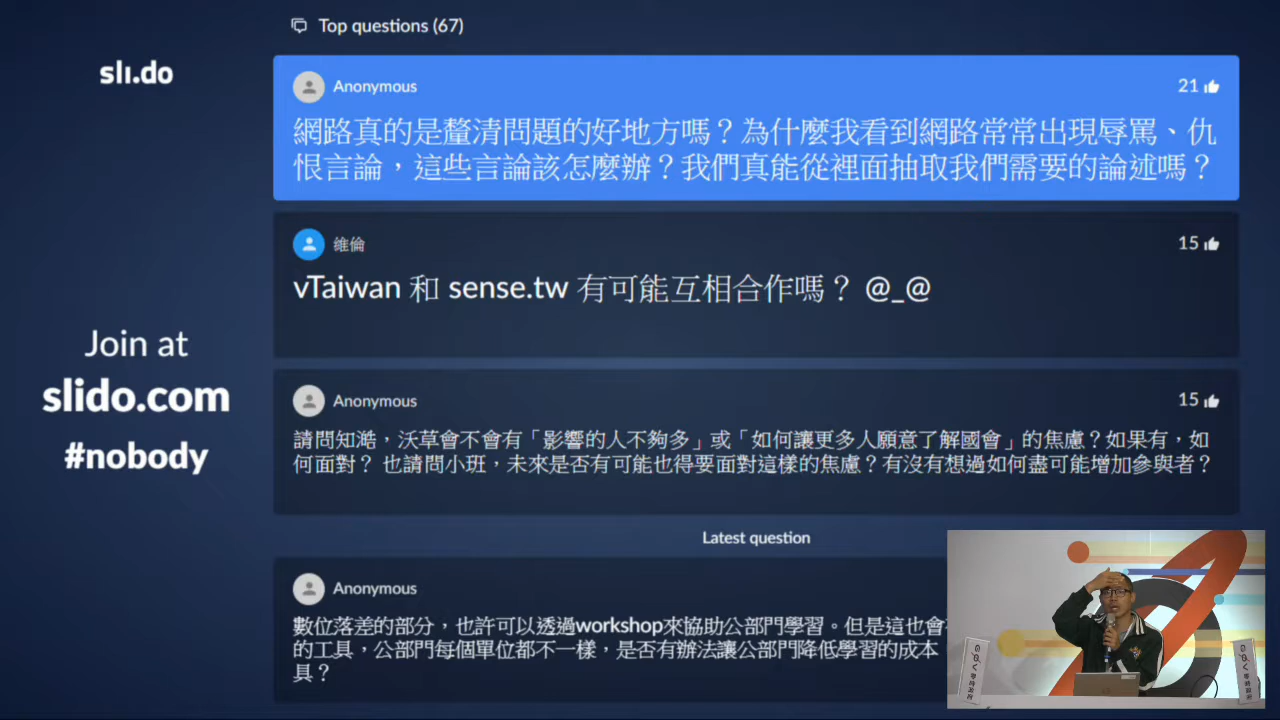 Top questions (67)
sli.do
Anonymous
21
網路真的是釐清問題的好地方嗎？為什麼我看到網路常常出現辱罵、仇
恨言論，這些言論該怎麼辦？我們真能從裡面抽取我們需要的論述嗎？
維倫
15
vTaiwan 和 sense.tw 有可能互相合作嗎？ @_@
Join at
slido.com
#nobody
Anonymous
15
請問知澔，沃草會不會有「影響的人不夠多」或「如何讓更多人願意了解國會」的焦慮？如果有，如
何面對？ 也請問小班，未來是否有可能也得要面對這樣的焦慮？有沒有想過如何盡可能增加參與者？
Latest question
Anonymous
數位落差的部分，也許可以透過workshop來協助公部門學習。但是這也會
的工具，公部門每個單位都不一樣，是否有辦法讓公部門降低學習的成本
具？